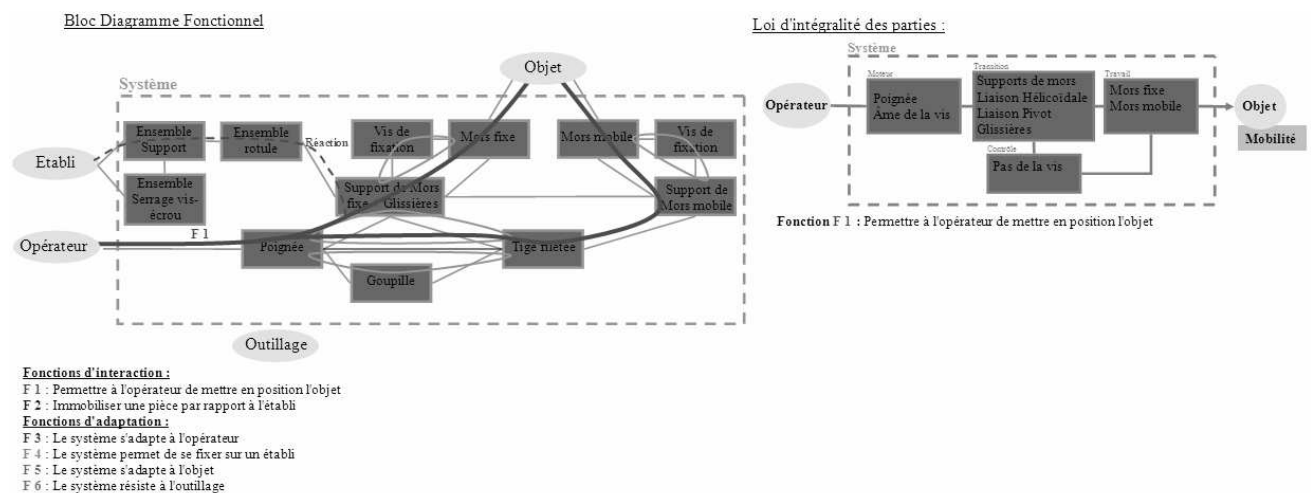 Bloc Diagramme Fonctionnel
Objet
Système
Ensemble
Support
Ensemble
rotule
Réaction
Vis de
fixation
Mors fixe
Mors mobile
Vis de
fixation
Etabli
Ensemble
Serrage vis-
écrou
Support de Mors
fixe Glissières
Support de
Mors mobile
F 1
Opérateur
Poignée
Tige filetée
Goupille
Outillage
Fonctions d'interaction :
F 1 : Permettre à l'opérateur de mettre en position l'objet
F 2 : Immobiliser une pièce par rapport à l'établi
Fonctions d'adaptation :
F 3 : Le système s'adapte à l'opérateur
F 4 : Le système permet de se fixer sur un établi
F 5 : Le système s'adapte à l'objet
F 6 : Le système résiste à l'outillage
Loi d'intégralité des parties :
Système
Moteur
Transition
Travail
Opérateur
Poignée
Âme de la vis
Supports de mors
Liaison Hélicoïdale
Liaison Pivot
Glissières
Mors fixe
Mors mobile
Objet
Mobilité
Contrôle
Pas de la vis
Fonction F 1 : Permettre à l'opérateur de mettre en position l'objet